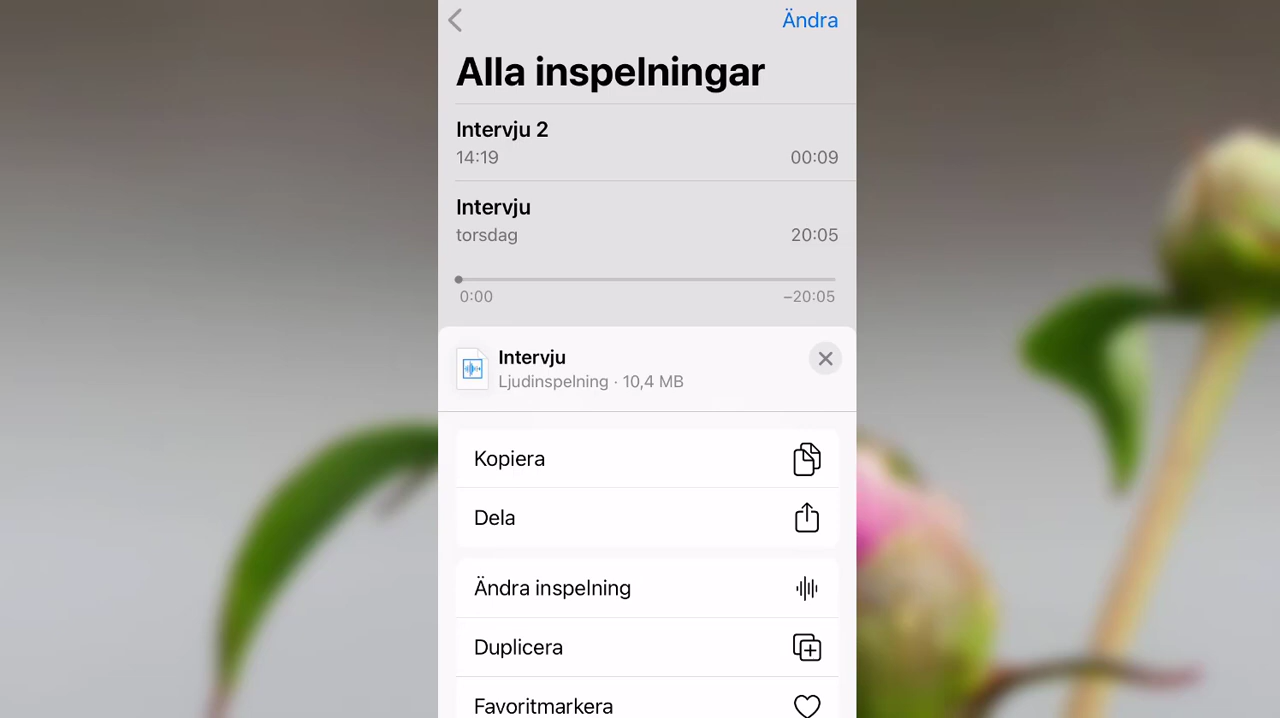 Ändra
Alla inspelningar
Intervju 2
14:19 00:09
Intervju
torsdag 20:05
0:00 −20:05
Intervju
Ljudinspelning · 10,4 MB
Kopiera
Dela
Ändra inspelning
Duplicera
Favoritmarkera